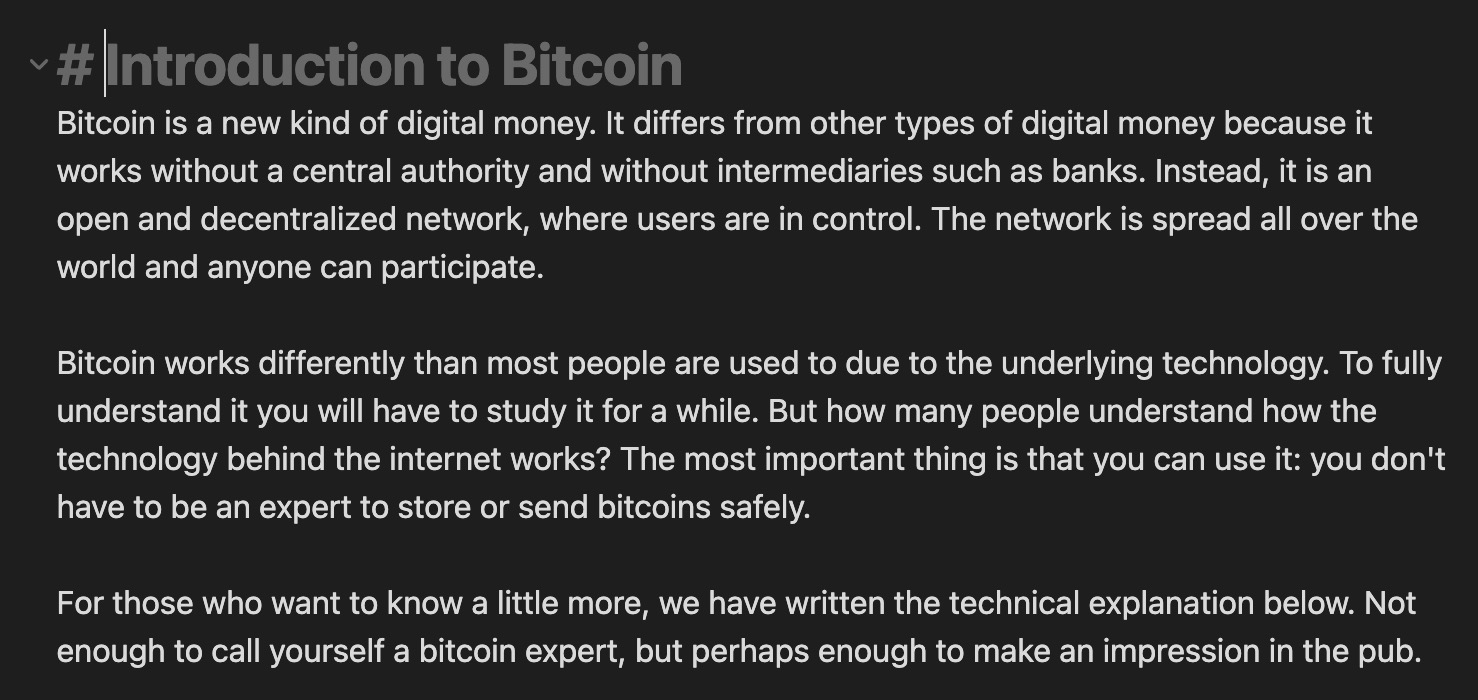 # Introduction to Bitcoin
Bitcoin is a new kind of digital money. It differs from other types of digital money because it
works without a central authority and without intermediaries such as banks. Instead, it is an
open and decentralized network, where users are in control. The network is spread all over the
world and anyone can participate.
Bitcoin works differently than most people are used to due to the underlying technology. To fully
understand it you will have to study it for a while. But how many people understand how the
technology behind the internet works? The most important thing is that you can use it: you don't
have to be an expert to store or send bitcoins safely.
For those who want to know a little more, we have written the technical explanation below. Not
enough to call yourself a bitcoin expert, but perhaps enough to make an impression in the pub.